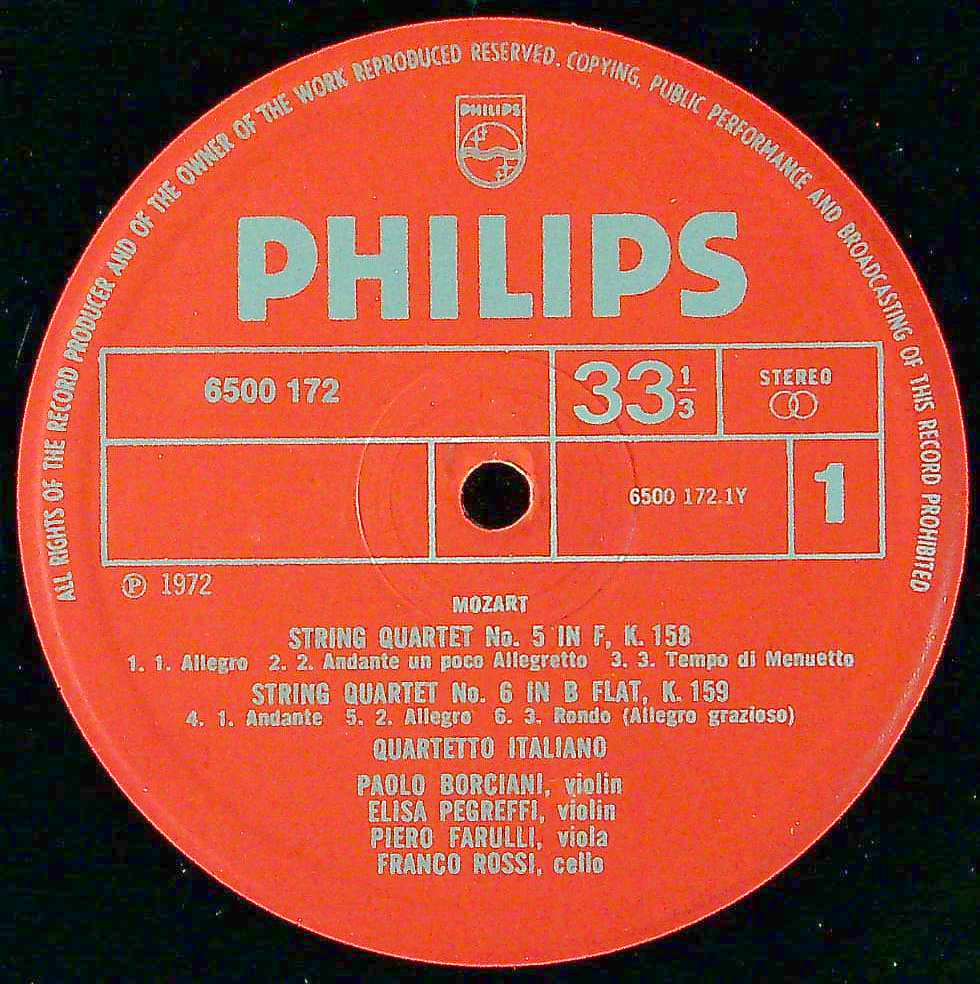 ALL RIGHTS OF THE RECORD PRODUCER AND OF THE OWNER OF THE WORK REPRODUCED RESERVED. COPYING, PUBLIC PERFORMANCE AND BROADCASTING OF THIS RECORD PROHIBITED
PHILIPS
PHILIPS
6500 172
33 1/3
STEREO
6500 172.1Y
1
Ⓟ 1972
MOZART
STRING QUARTET No. 5 IN F, K. 158
1. 1. Allegro 2. 2. Andante un poco Allegretto 3. 3. Tempo di Menuetto
STRING QUARTET No. 6 IN B FLAT, K. 159
4. 1. Andante 5. 2. Allegro 6. 3. Rondo (Allegro grazioso)
QUARTETTO ITALIANO
PAOLO BORCIANI, violin
ELISA PEGREFFI, violin
PIERO FARULLI, viola
FRANCO ROSSI, cello